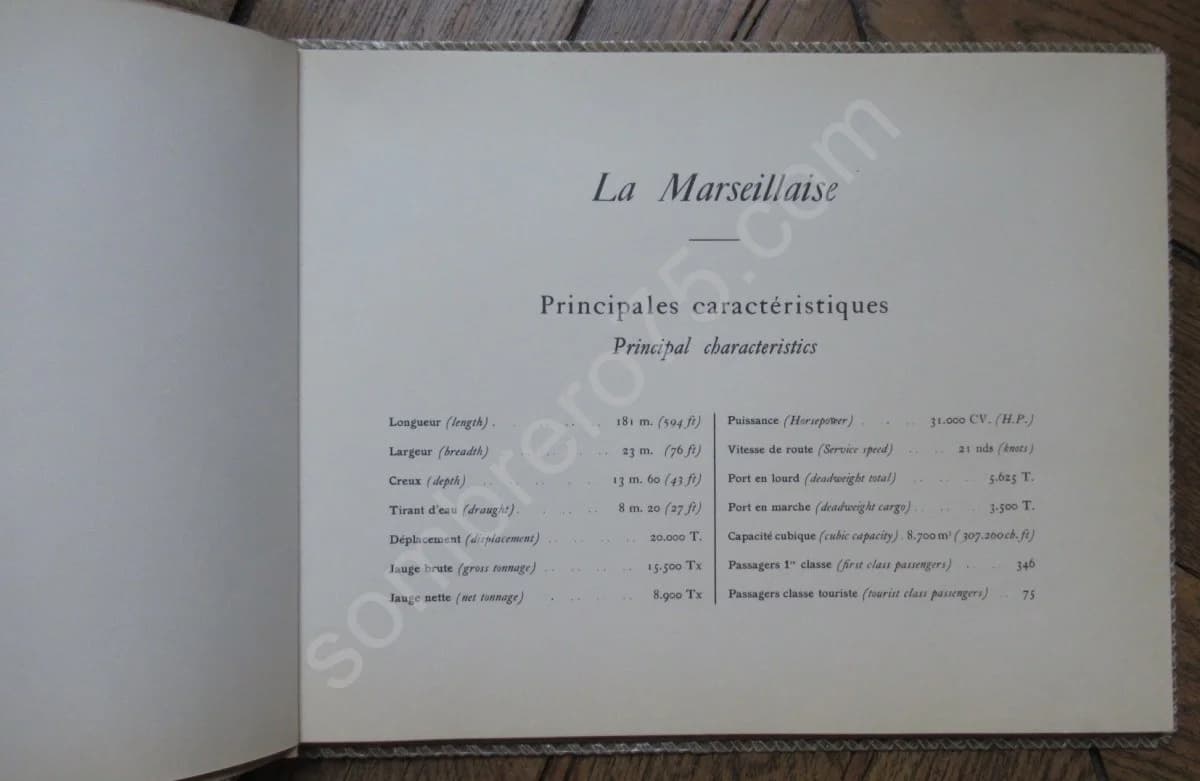 La Marseillaise
Principales caractéristiques
Principal characteristics
Longueur (length) . . . . 181 m. (594 ft)
Largeur (breadth) . . . . . 23 m. (76 ft)
Creux (depth) . . . . . 13 m. 60 (43 ft)
Tirant d'eau (draught) . . . . . 8 m. 20 (27 ft)
Déplacement (displacement) . . . . . 20.000 T.
Jauge brute (gross tonnage) . . . . . 15.500 Tx
Jauge nette (net tonnage) . . . . . 8.900 Tx
Puissance (Horsepower) . . . . 31.000 CV. (H.P.)
Vitesse de route (Service speed) . . . . 21 nds (knots)
Port en lourd (deadweight total) . . . . 5.625 T.
Port en marche (deadweight cargo) . . . . 3.500 T.
Capacité cubique (cubic capacity) . 8.700 m³ (307.260 cb. ft)
Passagers 1re classe (first class passengers) . . . 346
Passagers classe touriste (tourist class passengers) . . 75
sombrero75.com